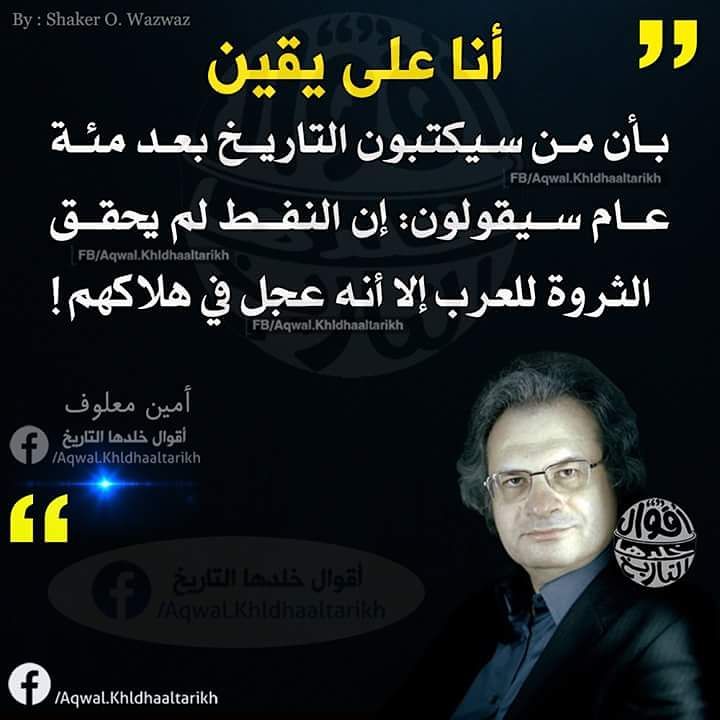 By : Shaker O. Wazwaz
أنا على يقين
بأن من سيكتبون التاريخ بعد مئة
FB/Aqwal.Khldhaaltarikh
عام سيقولون: إن النفط لم يحقق
FB/Aqwal.Khldhaaltarikh
الثروة للعرب إلا أنه عجل في هلاكهم!
FB/Aqwal.Khldhaaltarikh
أمين معلوف
أقوال خلدها التاريخ
/Aqwal.Khldhaaltarikh
أقوال خلدها التاريخ
أقوال خلدها التاريخ
/Aqwal.Khldhaaltarikh
/Aqwal.Khldhaaltarikh